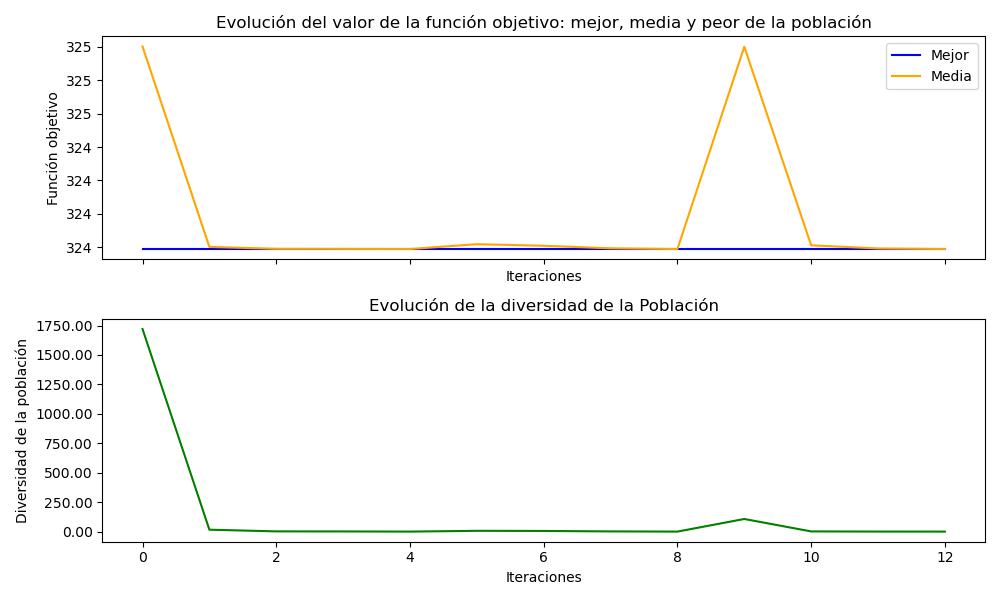 Evolución del valor de la función objetivo: mejor, media y peor de la población
325
325
325
324
324
324
324
Función objetivo
Mejor
Media
Iteraciones
Evolución de la diversidad de la Población
1750.00
1500.00
1250.00
1000.00
750.00
500.00
250.00
0.00
Diversidad de la población
0 2 4 6 8 10 12
Iteraciones